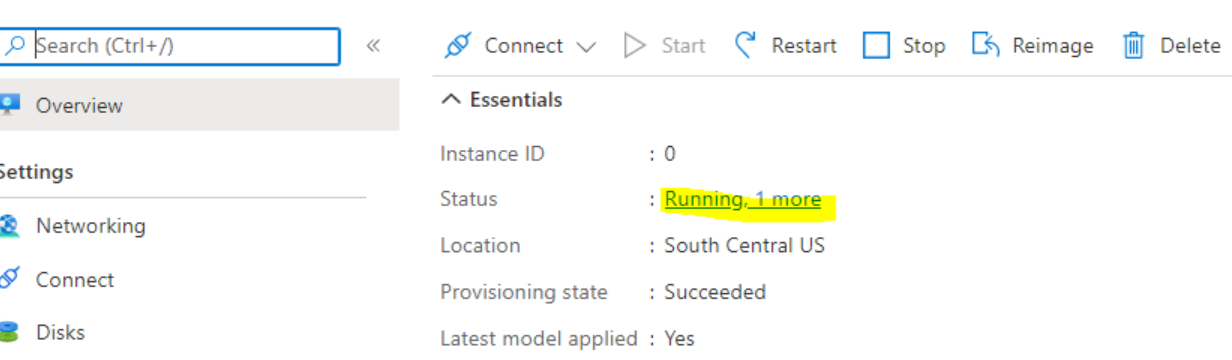 Search (Ctrl+/)
«
Connect Start Restart Stop Reimage Delete
Overview
Settings
Networking
Connect
Disks
Essentials
Instance ID : 0
Status : Running, 1 more
Location : South Central US
Provisioning state : Succeeded
Latest model applied : Yes